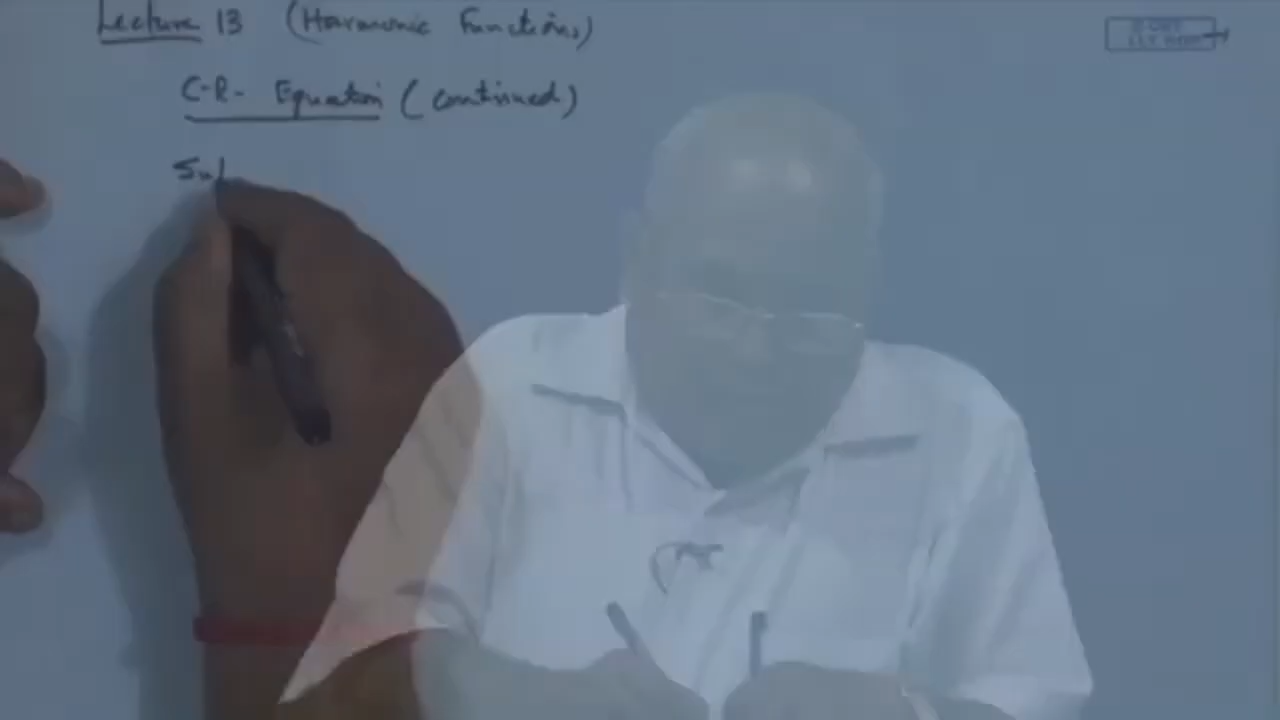 Lecture 13 (Harmonic Functions)
C-R- Equation (Continued)